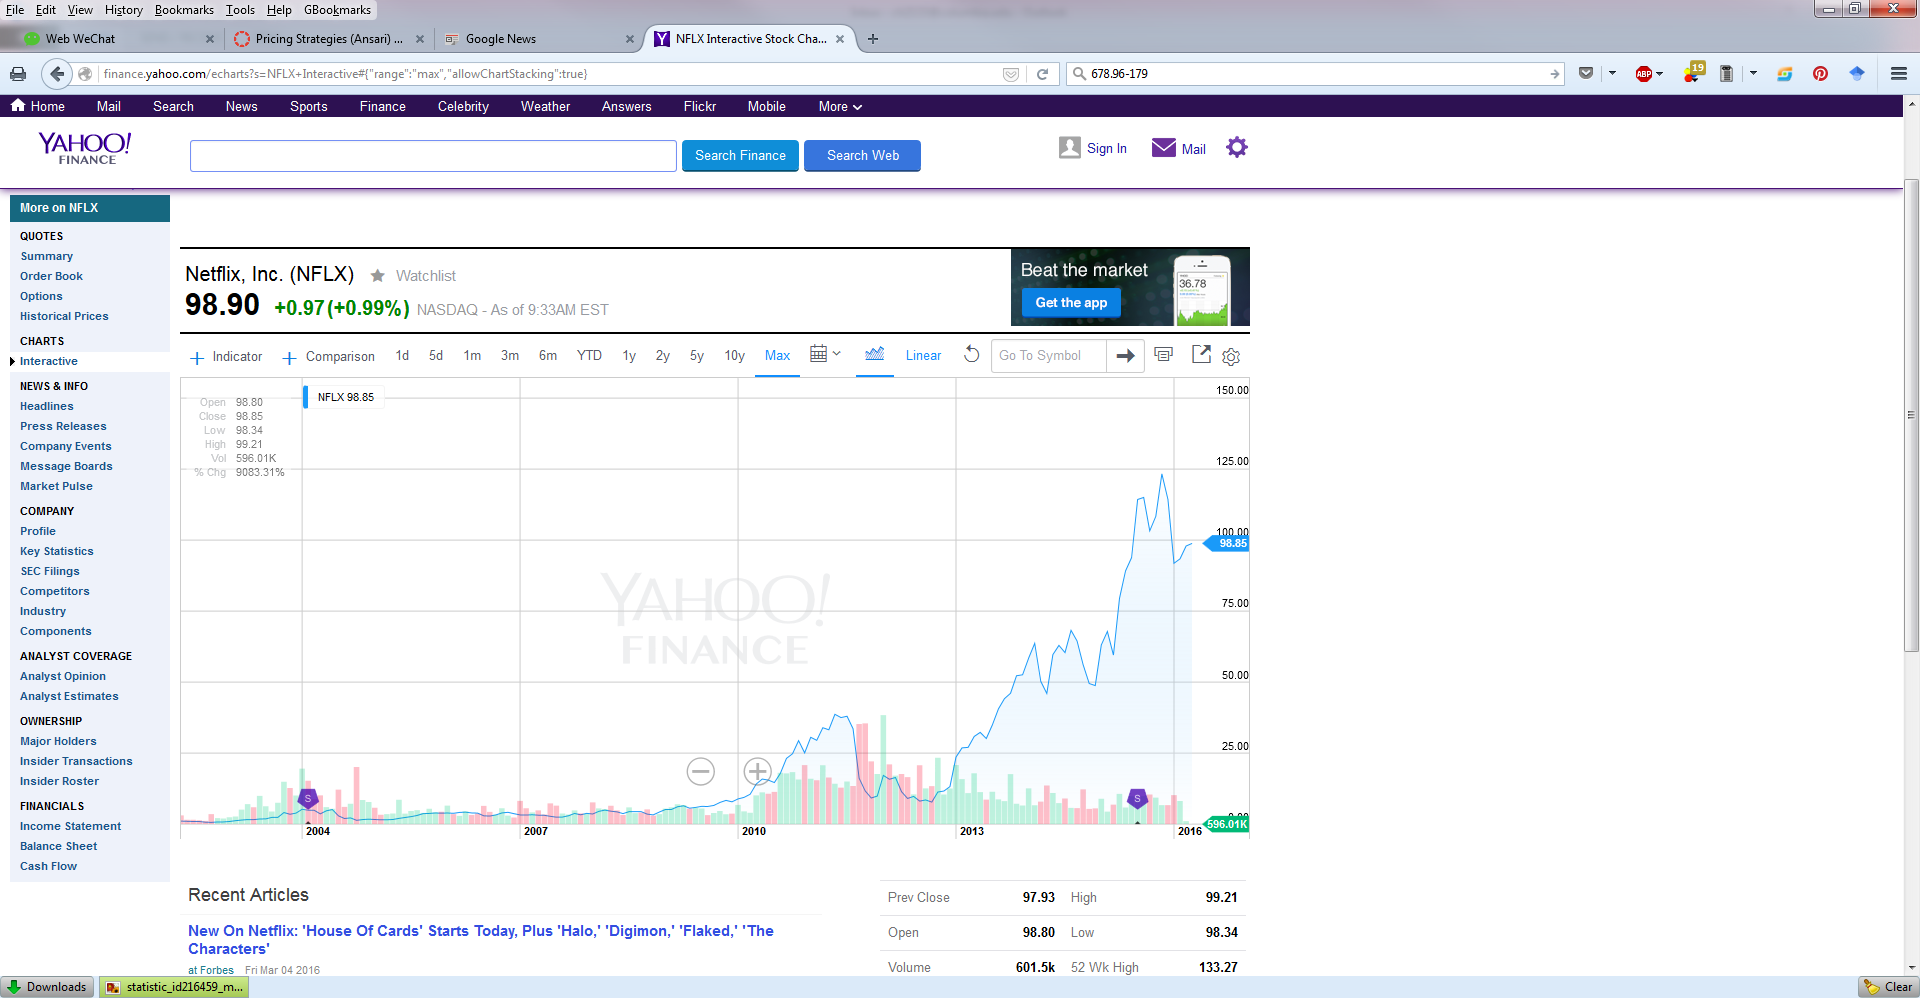 File Edit View History Bookmarks Tools Help GBookmarks
Web WeChat
Pricing Strategies (Ansari) ...
Google News
NFLX Interactive Stock Cha...
finance.yahoo.com/echarts?s=NFLX+Interactive#{"range":"max","allowChartStacking":true}
678.96-179
ABP
19
Home Mail Search News Sports Finance Celebrity Weather Answers Flickr Mobile More
YAHOO!
FINANCE
Search Finance
Search Web
Sign In
Mail
More on NFLX
QUOTES
Summary
Order Book
Options
Historical Prices
CHARTS
Interactive
NEWS & INFO
Headlines
Press Releases
Company Events
Message Boards
Market Pulse
COMPANY
Profile
Key Statistics
SEC Filings
Competitors
Industry
Components
ANALYST COVERAGE
Analyst Opinion
Analyst Estimates
OWNERSHIP
Major Holders
Insider Transactions
Insider Roster
FINANCIALS
Income Statement
Balance Sheet
Cash Flow
Netflix, Inc. (NFLX) Watchlist
98.90 +0.97(+0.99%) NASDAQ - As of 9:33AM EST
Beat the market
Get the app
36.78
Indicator Comparison 1d 5d 1m 3m 6m YTD 1y 2y 5y 10y Max Linear Go To Symbol
Open 98.80
Close 98.85
Low 98.34
High 99.21
Vol 596.01K
% Chg 9083.31%
NFLX 98.85
150.00
125.00
100.00
98.85
75.00
50.00
25.00
0.00
596.01K
YAHOO!
FINANCE
S
S
2004 2007 2010 2013 2016
Recent Articles
New On Netflix: 'House Of Cards' Starts Today, Plus 'Halo,' 'Digimon,' 'Flaked,' 'The
Characters'
at Forbes Fri Mar 04 2016
Prev Close 97.93 High 99.21
Open 98.80 Low 98.34
Volume 601.5k 52 Wk High 133.27
Downloads
statistic_id216459_m...
Clear